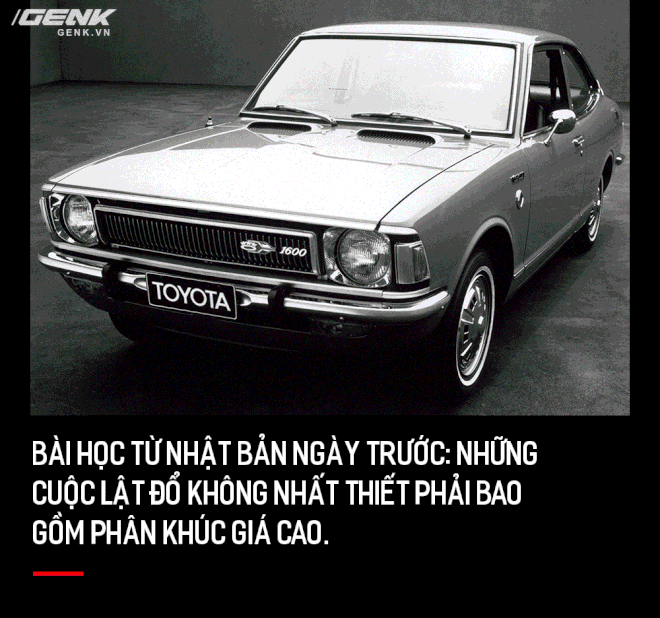 GENK
GENK.VN
1600
TOYOTA
BÀI HỌC TỪ NHẬT BẢN NGÀY TRƯỚC: NHỮNG
CUỘC LẬT ĐỔ KHÔNG NHẤT THIẾT PHẢI BAO
GỒM PHÂN KHÚC GIÁ CAO.